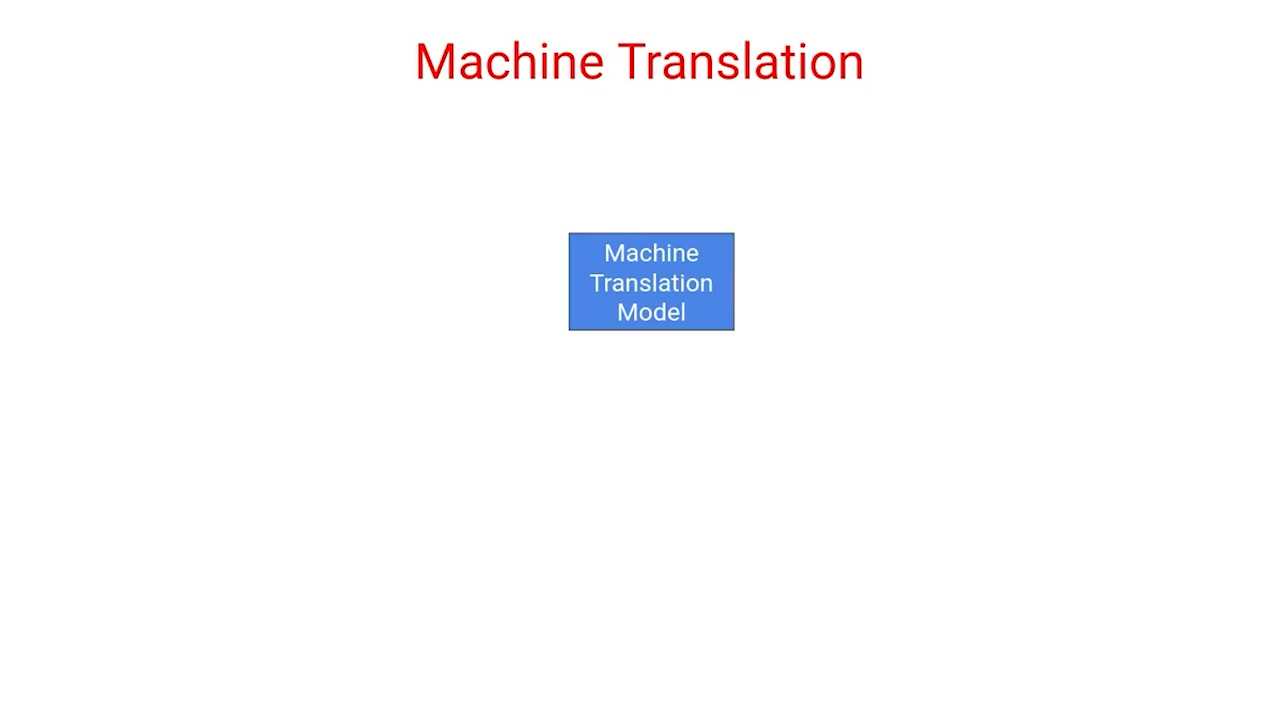 Machine Translation
Machine
Translation
Model